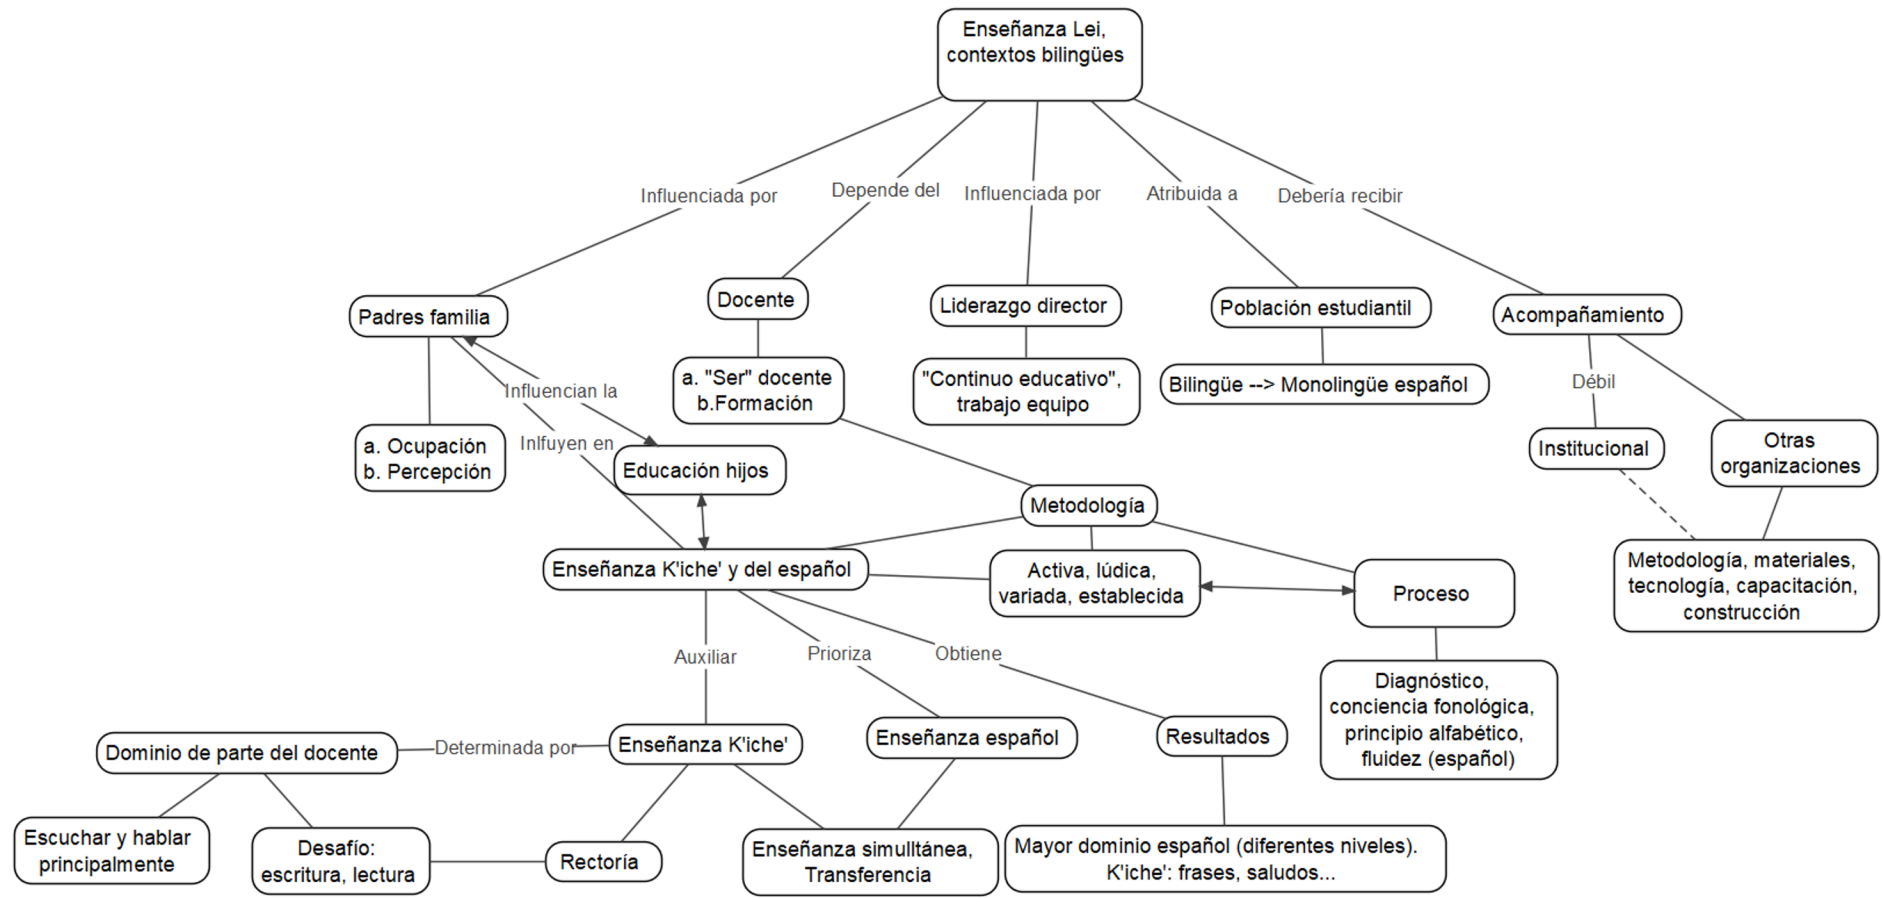 Enseñanza Lei,
contextos bilingües
Influenciada por
Depende del
Influenciada por
Atribuida a
Debería recibir
Padres familia
Docente
Liderazgo director
Población estudiantil
Acompañamiento
Influencian la
a. "Ser" docente
b.Formación
"Continuo educativo",
trabajo equipo
Bilingüe --> Monolingüe español
Débil
a. Ocupación
b. Percepción
Inlfuyen en
Educación hijos
Institucional
Otras
organizaciones
Metodología
Enseñanza K'iche' y del español
Activa, lúdica,
variada, establecida
Proceso
Metodología, materiales,
tecnología, capacitación,
construcción
Auxiliar
Prioriza
Obtiene
Diagnóstico,
conciencia fonológica,
principio alfabético,
fluidez (español)
Dominio de parte del docente
Determinada por
Enseñanza K'iche'
Enseñanza español
Resultados
Escuchar y hablar
principalmente
Desafío:
escritura, lectura
Rectoría
Enseñanza simulltánea,
Transferencia
Mayor dominio español (diferentes niveles).
K'iche': frases, saludos...